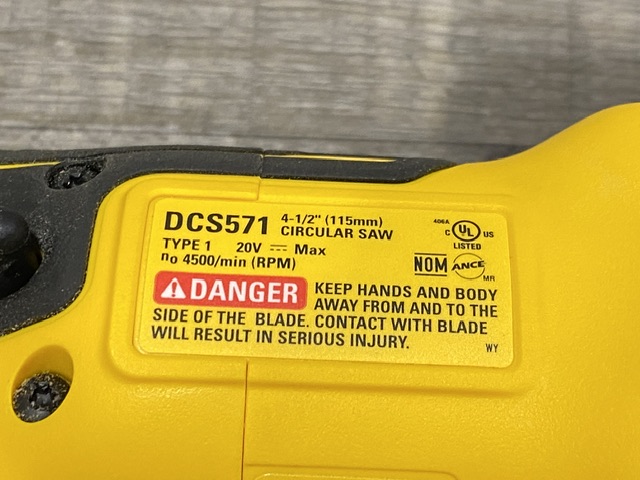 DCS571 4-1/2" (115mm)
CIRCULAR SAW
TYPE 1 20V ⎓ Max
n₀ 4500/min (RPM)
406A
C UL US
LISTED
NOM ANCE
MR
⚠ DANGER KEEP HANDS AND BODY
AWAY FROM AND TO THE
SIDE OF THE BLADE. CONTACT WITH BLADE
WILL RESULT IN SERIOUS INJURY.
WY